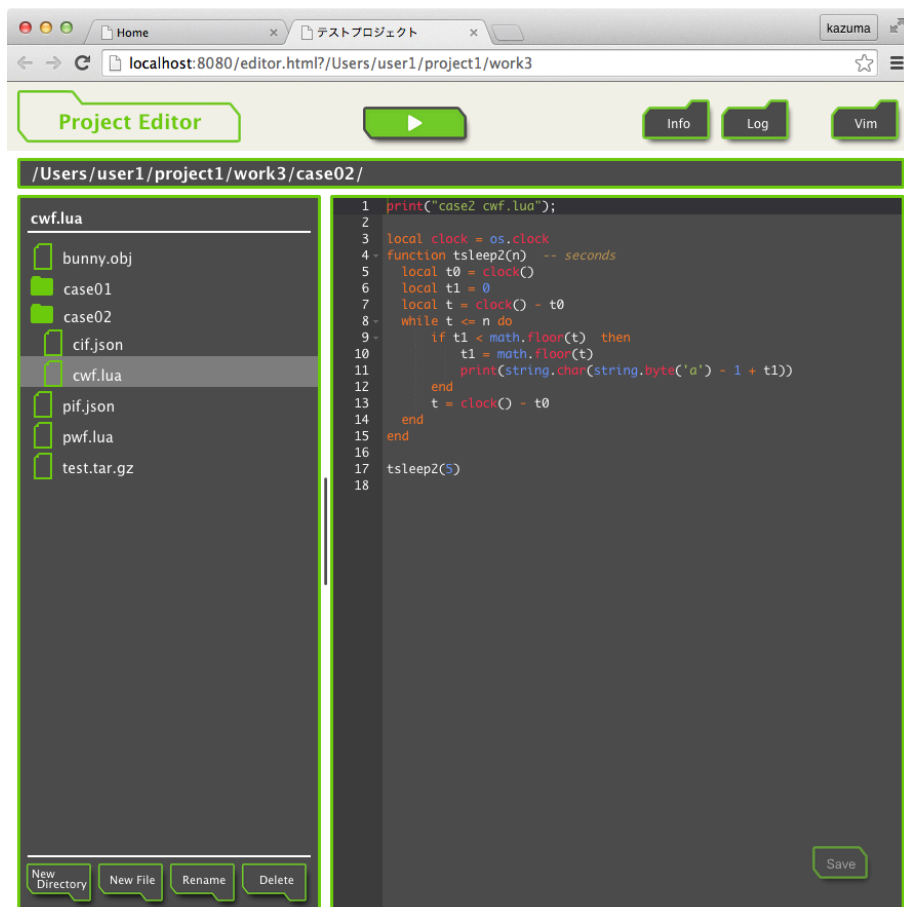 Home
テストプロジェクト
kazuma
localhost:8080/editor.html?/Users/user1/project1/work3
Project Editor
Info
Log
Vim
/Users/user1/project1/work3/case02/
cwf.lua
bunny.obj
case01
case02
cif.json
cwf.lua
pif.json
pwf.lua
test.tar.gz
New Directory
New File
Rename
Delete
1 print("case2 cwf.lua");
2
3 local clock = os.clock
4 function tsleep2(n)  -- seconds
5   local t0 = clock()
6   local t1 = 0
7   local t = clock() - t0
8   while t <= n do
9       if t1 < math.floor(t)  then
10           t1 = math.floor(t)
11           print(string.char(string.byte('a') - 1 + t1))
12       end
13       t = clock() - t0
14   end
15 end
16
17 tsleep2(5)
18
Save